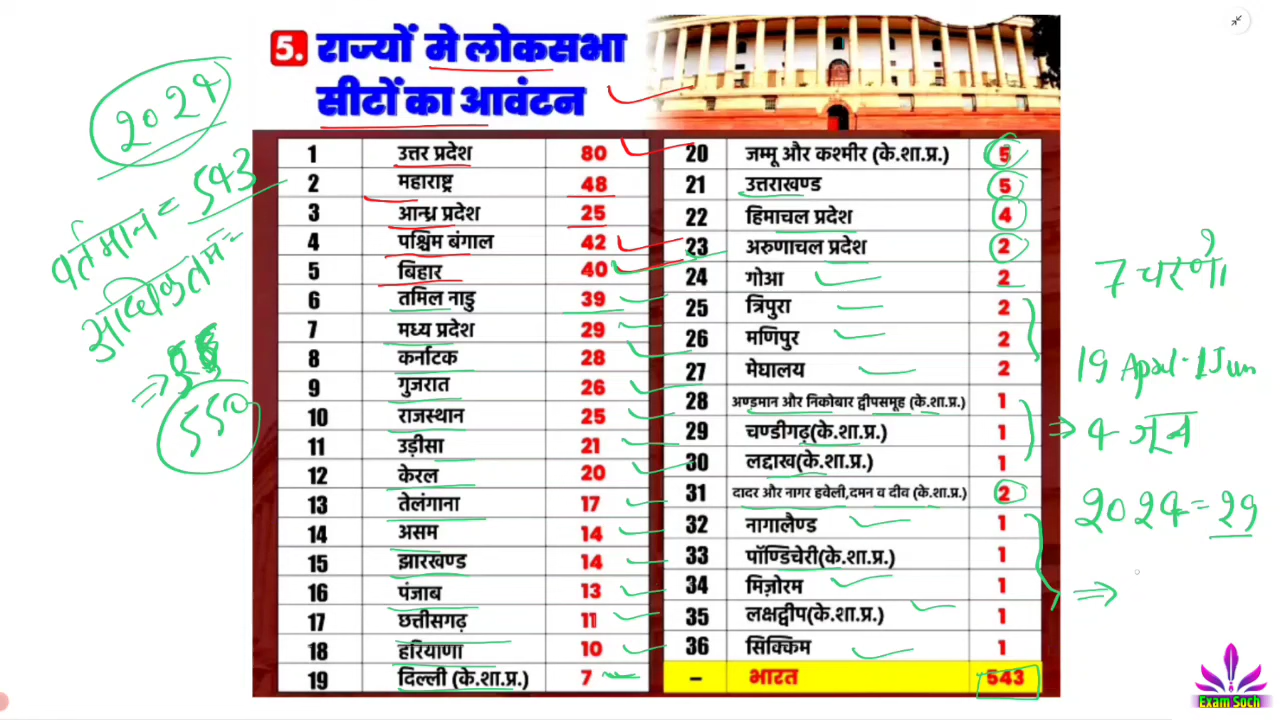 5. राज्यों मे लोकसभा
सीटों का आवंटन
2024
वर्तमान = 543
अधिकतम =
⇒
550
1 उत्तर प्रदेश 80
2 महाराष्ट्र 48
3 आन्ध्र प्रदेश 25
4 पश्चिम बंगाल 42
5 बिहार 40
6 तमिल नाडु 39
7 मध्य प्रदेश 29
8 कर्नाटक 28
9 गुजरात 26
10 राजस्थान 25
11 उड़ीसा 21
12 केरल 20
13 तेलंगाना 17
14 असम 14
15 झारखण्ड 14
16 पंजाब 13
17 छत्तीसगढ़ 11
18 हरियाणा 10
19 दिल्ली (के.शा.प्र.) 7
20 जम्मू और कश्मीर (के.शा.प्र.) 5
21 उत्तराखण्ड 5
22 हिमाचल प्रदेश 4
23 अरुणाचल प्रदेश 2
24 गोआ 2
25 त्रिपुरा 2
26 मणिपुर 2
27 मेघालय 2
28 अण्डमान और निकोबार द्वीपसमूह (के.शा.प्र.) 1
29 चण्डीगढ़(के.शा.प्र.) 1
30 लद्दाख(के.शा.प्र.) 1
31 दादर और नागर हवेली,दमन व दीव (के.शा.प्र.) 2
32 नागालैण्ड 1
33 पॉण्डिचेरी(के.शा.प्र.) 1
34 मिज़ोरम 1
35 लक्षद्वीप(के.शा.प्र.) 1
36 सिक्किम 1
– भारत 543
7 चरणों
19 April - 1 Jun
⇒ 4 जून
2024 = 29
⇒
Exam Soch